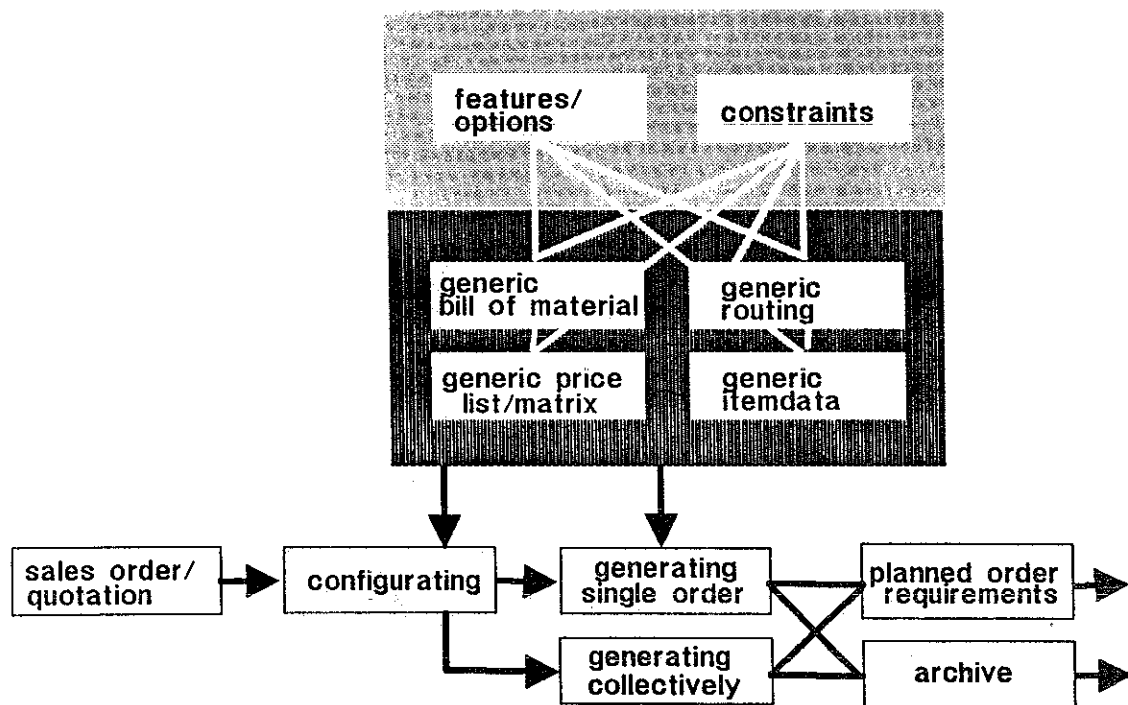 features/
options
constraints
generic
bill of material
generic
routing
generic price
list/matrix
generic
itemdata
sales order/
quotation
configurating
generating
single order
planned order
requirements
generating
collectively
archive